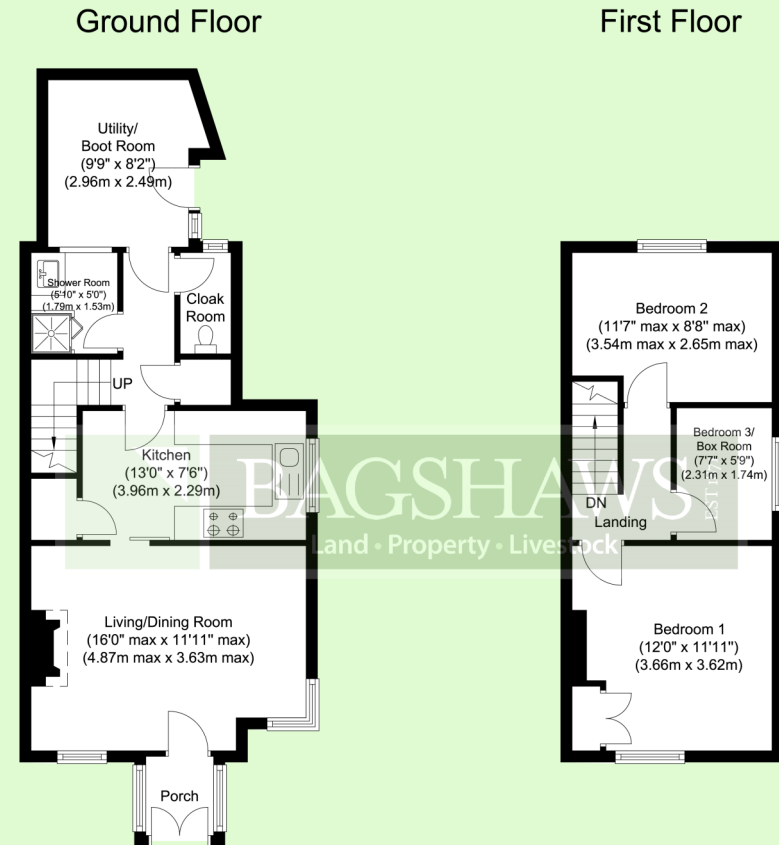 Ground Floor
First Floor
Utility/
Boot Room
(9'9" x 8'2")
(2.96m x 2.49m)
Shower Room
(5'10" x 5'0")
(1.79m x 1.53m)
Cloak
Room
UP
Kitchen
(13'0" x 7'6")
(3.96m x 2.29m)
Living/Dining Room
(16'0" max x 11'11" max)
(4.87m max x 3.63m max)
Porch
Bedroom 2
(11'7" max x 8'8" max)
(3.54m max x 2.65m max)
Bedroom 3/
Box Room
(7'7" x 5'9")
(2.31m x 1.74m)
DN
Landing
Bedroom 1
(12'0" x 11'11")
(3.66m x 3.62m)
BAGSHAWS
Land • Property • Livestock
EST